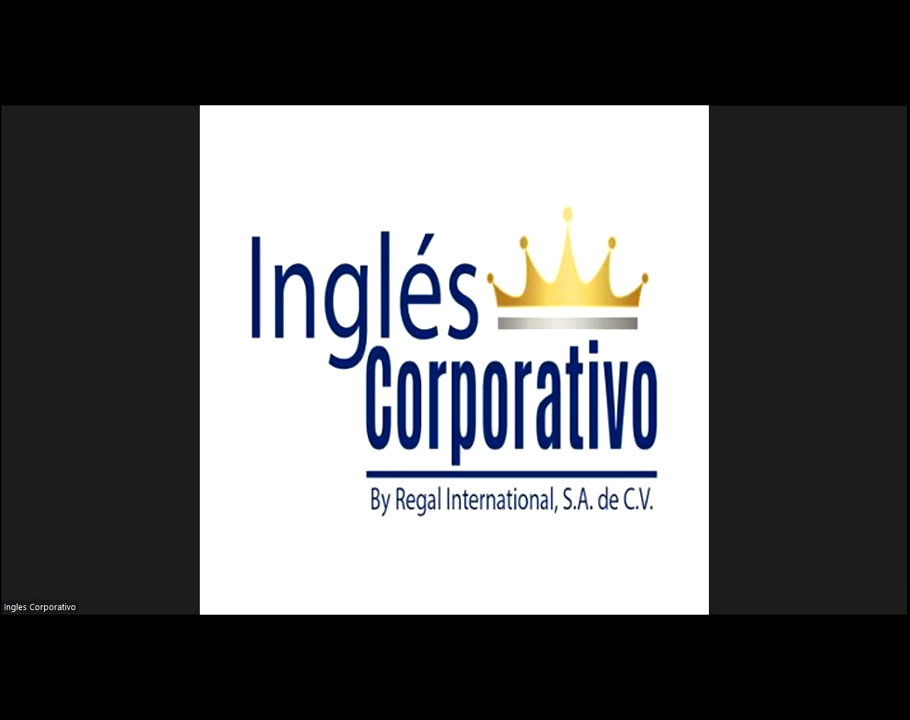 Inglés
Corporativo
By Regal International, S.A. de C.V.
Ingles Corporativo